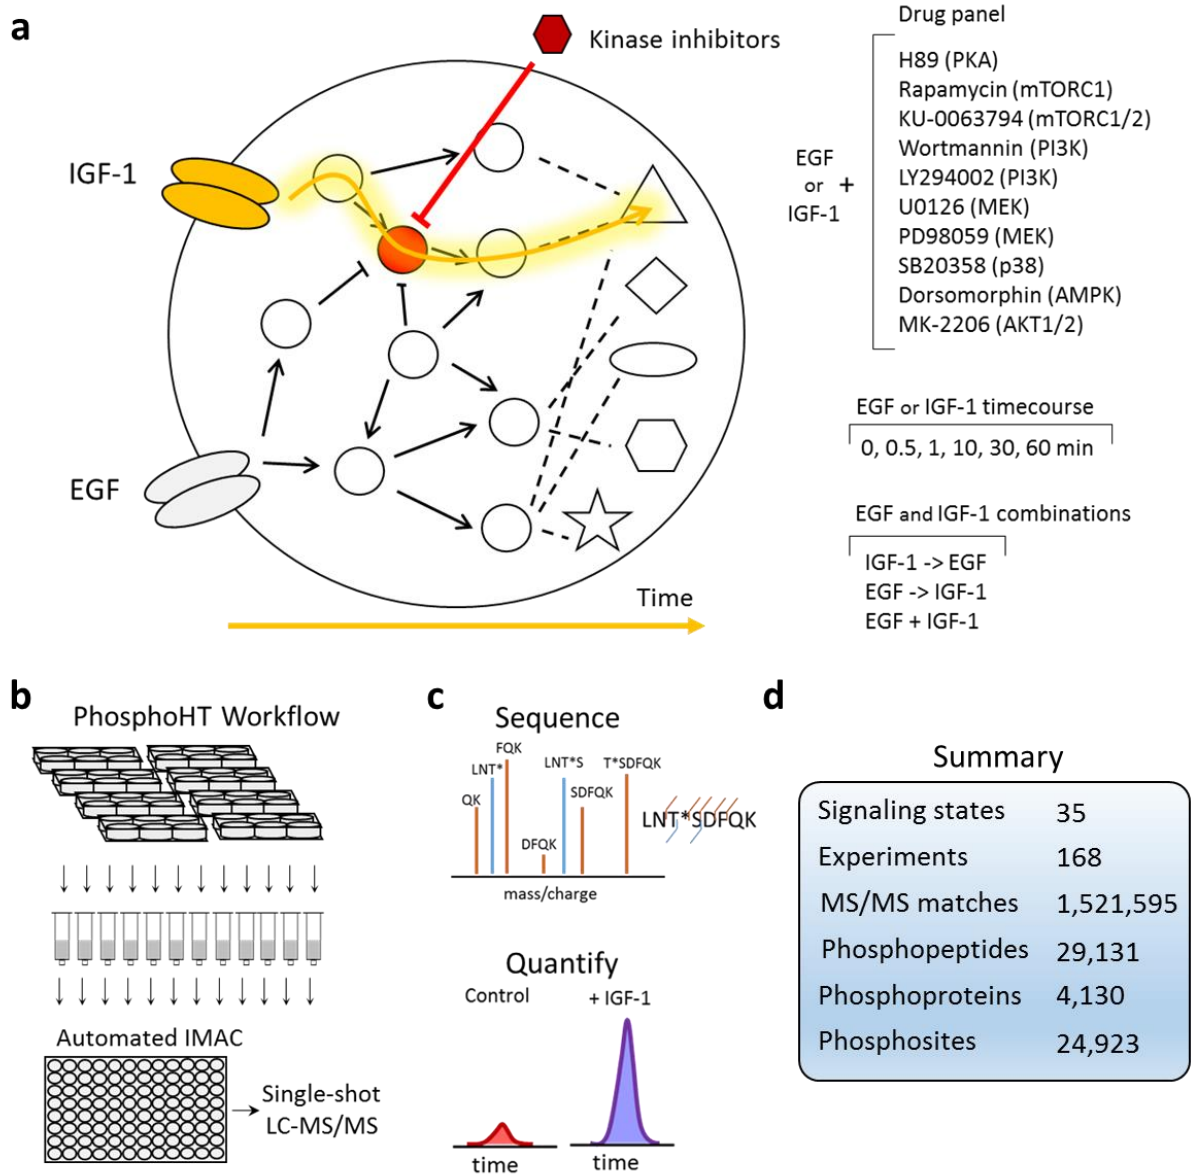 a
Kinase inhibitors
IGF-1
EGF
Time
Drug panel
EGF
or
IGF-1
+
H89 (PKA)
Rapamycin (mTORC1)
KU-0063794 (mTORC1/2)
Wortmannin (PI3K)
LY294002 (PI3K)
U0126 (MEK)
PD98059 (MEK)
SB20358 (p38)
Dorsomorphin (AMPK)
MK-2206 (AKT1/2)
EGF or IGF-1 timecourse
0, 0.5, 1, 10, 30, 60 min
EGF and IGF-1 combinations
IGF-1 -> EGF
EGF -> IGF-1
EGF + IGF-1
b
PhosphoHT Workflow
Automated IMAC
Single-shot
LC-MS/MS
c
Sequence
QK
LNT*
FQK
DFQK
LNT*S
SDFQK
T*SDFQK
LNT*SDFQK
mass/charge
Quantify
Control
+ IGF-1
time
time
d
Summary
Signaling states 35
Experiments 168
MS/MS matches 1,521,595
Phosphopeptides 29,131
Phosphoproteins 4,130
Phosphosites 24,923